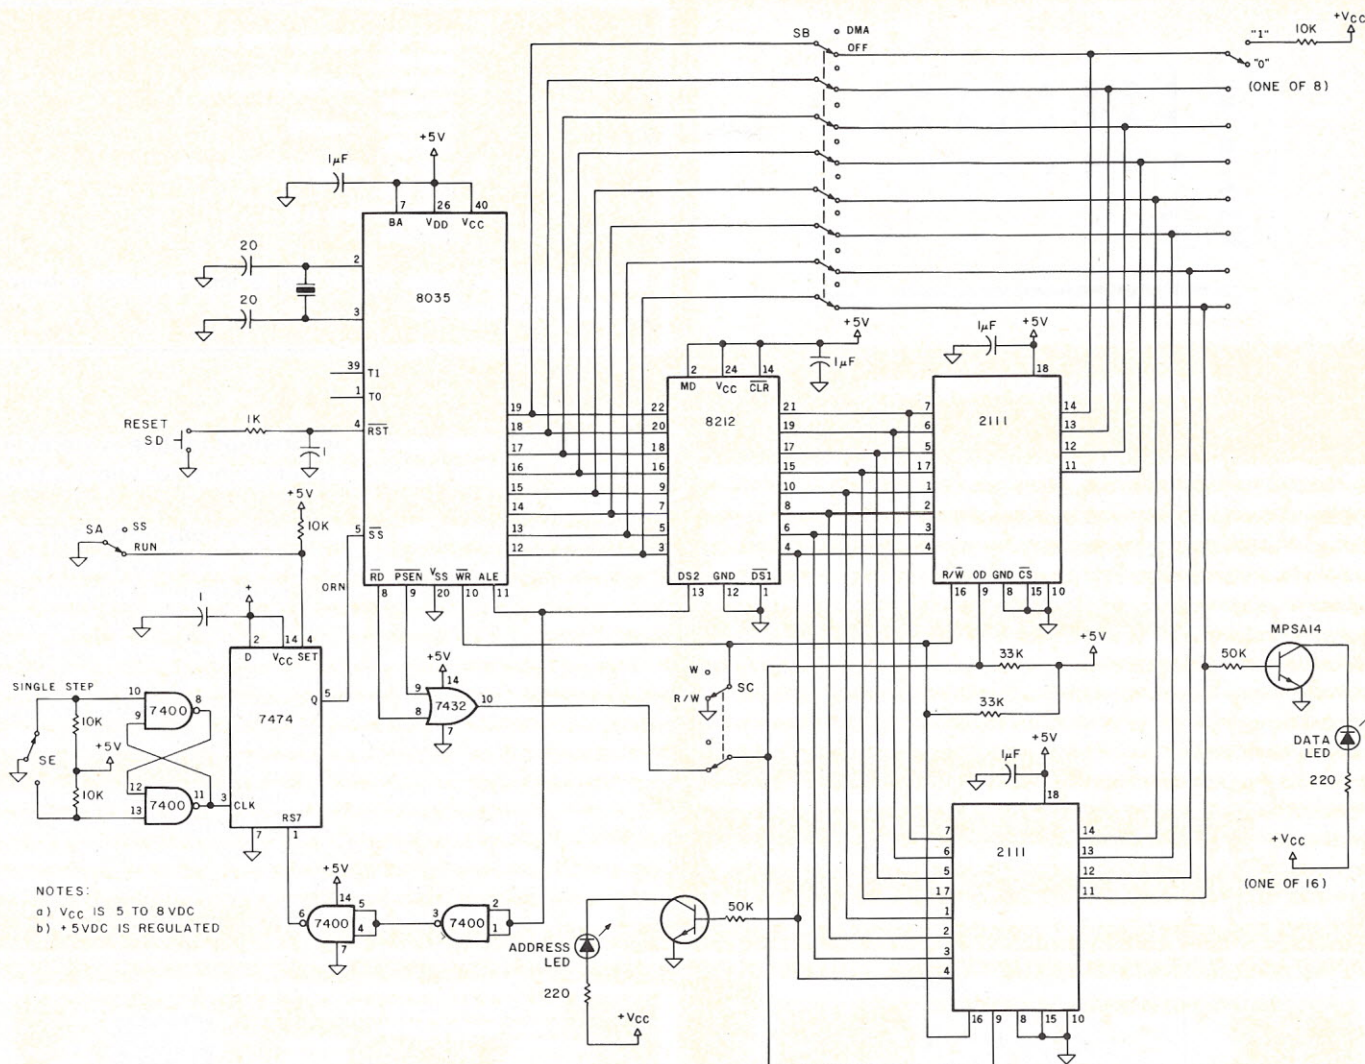 SB
DMA
OFF
"1"
10K
+VCC
"0"
(ONE OF 8)
+5V
1µF
7
26
40
BA
VDD
VCC
20
2
8035
20
3
39
T1
1
T0
4
RST
RESET
SD
1K
1
+5V
10K
SA
SS
RUN
5
SS
ORN
19
18
17
16
15
14
13
12
RD
PSEN
VSS
WR
ALE
8
9
20
10
11
+5V
1µF
2
24
14
MD
VCC
CLR
8212
22
20
18
16
9
7
5
3
21
19
17
15
10
8
6
4
DS2
GND
DS1
13
12
1
1µF
+5V
18
2111
7
6
5
17
1
2
3
4
14
13
12
11
R/W
OD
GND
CS
16
9
8
15
10
1
+
2
14
4
D
VCC
SET
Q
5
7474
3
CLK
RS7
7
1
SINGLE STEP
10
9
7400
8
10K
+5V
SE
10K
12
13
7400
11
+5V
14
9
8
7432
10
7
W
R/W
SC
33K
+5V
33K
MPSA14
50K
DATA
LED
220
+VCC
(ONE OF 16)
+5V
1µF
18
2111
7
6
5
17
1
2
3
4
14
13
12
11
16
9
8
15
10
+5V
14
6
7400
5
4
7
3
7400
2
1
ADDRESS
LED
50K
220
+VCC
NOTES:
a) VCC IS 5 TO 8 VDC
b) +5VDC IS REGULATED